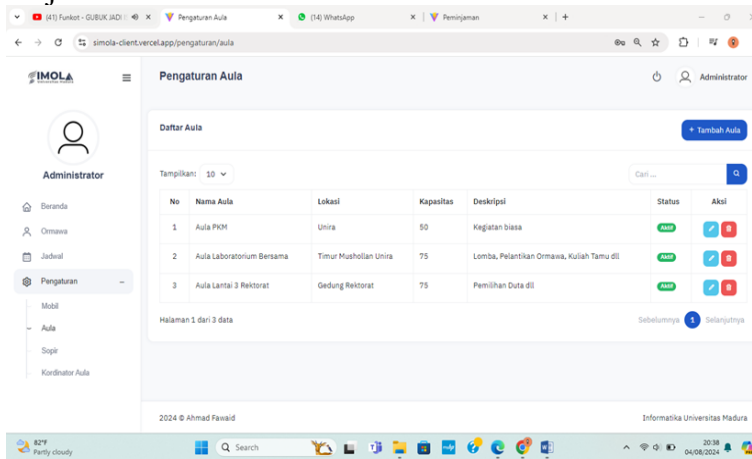 (41) Funkot - GUBUK JADI I
Pengaturan Aula
(14) WhatsApp
Peminjaman
simola-client.vercel.app/pengaturan/aula
SIMOLA
Pengaturan Aula
Administrator
Administrator
Beranda
Ormawa
Jadwal
Pengaturan
Mobil
Aula
Sopir
Kordinator Aula
Daftar Aula
+ Tambah Aula
Tampilkan: 10
Cari ...
No Nama Aula Lokasi Kapasitas Deskripsi Status Aksi
1 Aula PKM Unira 50 Kegiatan biasa Aktif
2 Aula Laboratorium Bersama Timur Mushollan Unira 75 Lomba, Pelantikan Ormawa, Kuliah Tamu dll Aktif
3 Aula Lantai 3 Rektorat Gedung Rektorat 75 Pemilihan Duta dll Aktif
Halaman 1 dari 3 data
Sebelumnya 1 Selanjutnya
2024 © Ahmad Fawaid
Informatika Universitas Madura
82°F
Partly cloudy
Search
20:38
04/08/2024